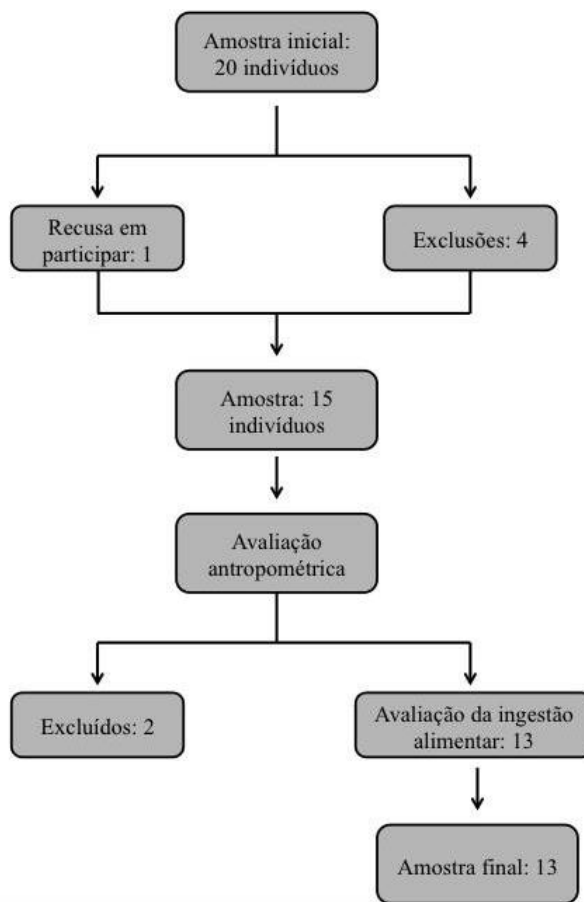 Amostra inicial:
20 indivíduos
Recusa em
participar: 1
Exclusões: 4
Amostra: 15
indivíduos
Avaliação
antropométrica
Excluídos: 2
Avaliação da ingestão
alimentar: 13
Amostra final: 13